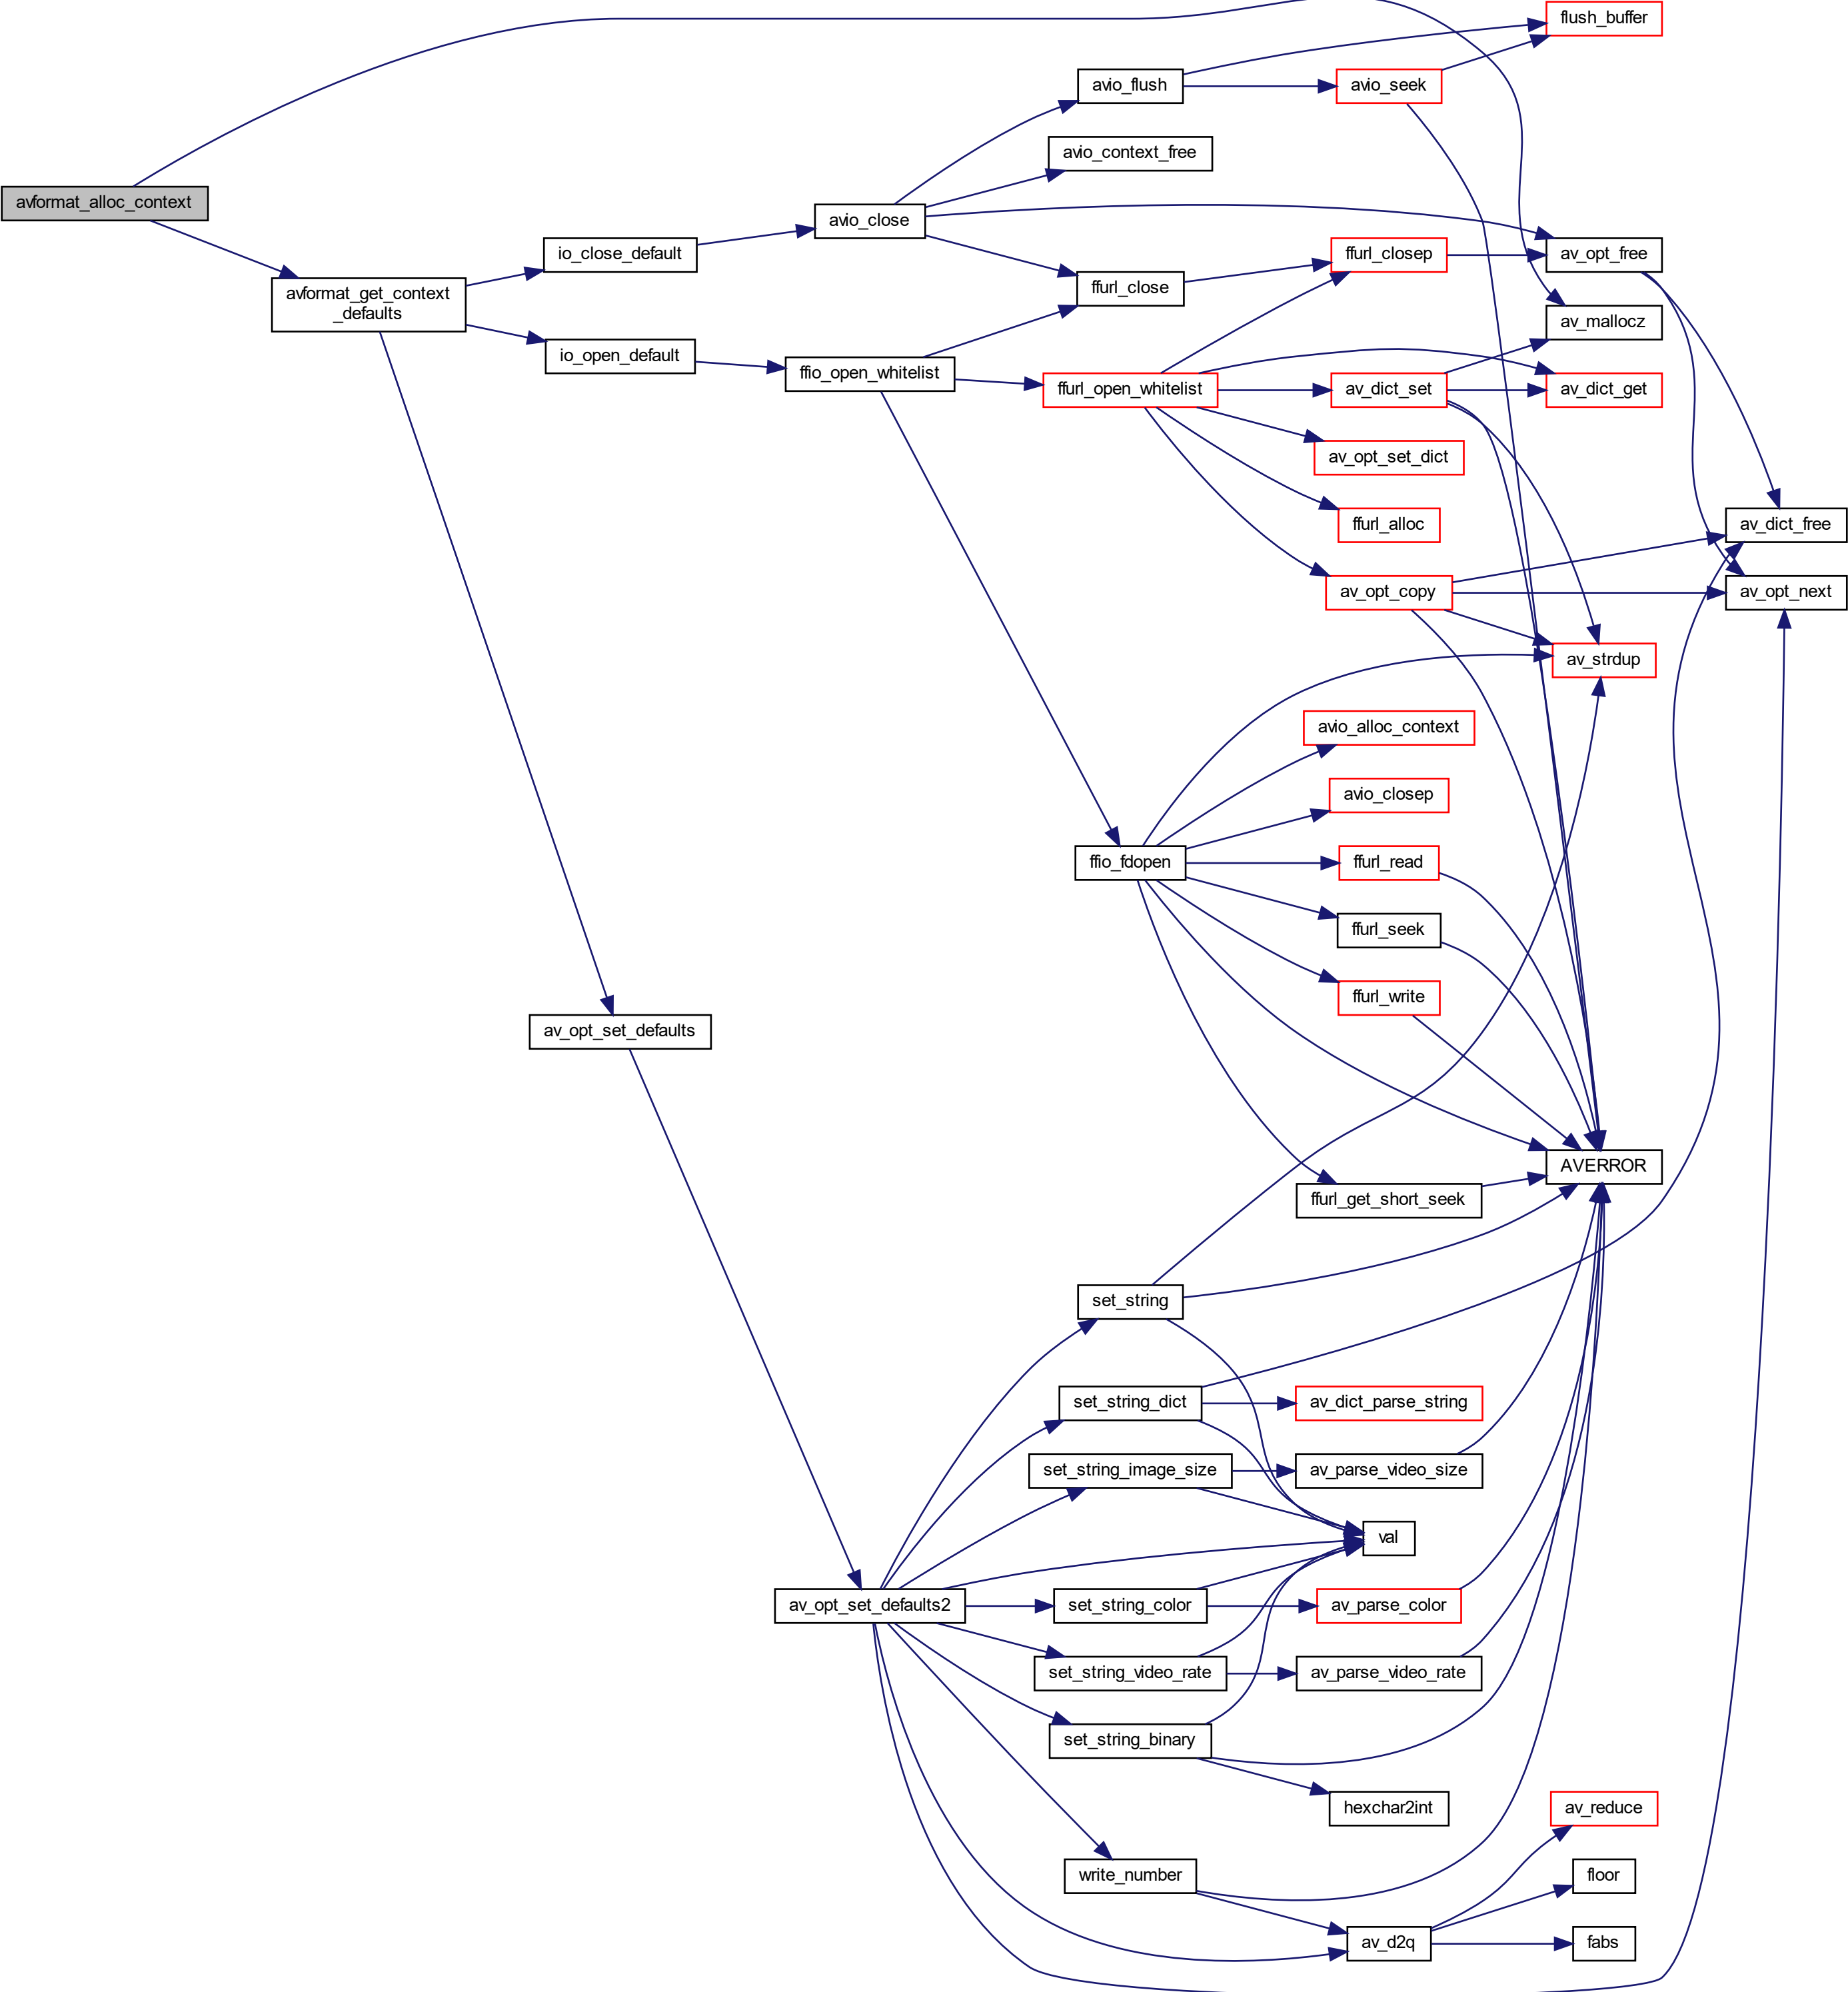 flush_buffer
avio_flush
avio_seek
avio_context_free
avformat_alloc_context
avio_close
io_close_default
ffurl_closep
av_opt_free
avformat_get_context
_defaults
ffurl_close
av_mallocz
io_open_default
ffio_open_whitelist
ffurl_open_whitelist
av_dict_set
av_dict_get
av_opt_set_dict
ffurl_alloc
av_dict_free
av_opt_copy
av_opt_next
av_strdup
avio_alloc_context
avio_closep
ffio_fdopen
ffurl_read
ffurl_seek
ffurl_write
av_opt_set_defaults
AVERROR
ffurl_get_short_seek
set_string
set_string_dict
av_dict_parse_string
set_string_image_size
av_parse_video_size
val
av_opt_set_defaults2
set_string_color
av_parse_color
set_string_video_rate
av_parse_video_rate
set_string_binary
hexchar2int
av_reduce
write_number
floor
av_d2q
fabs